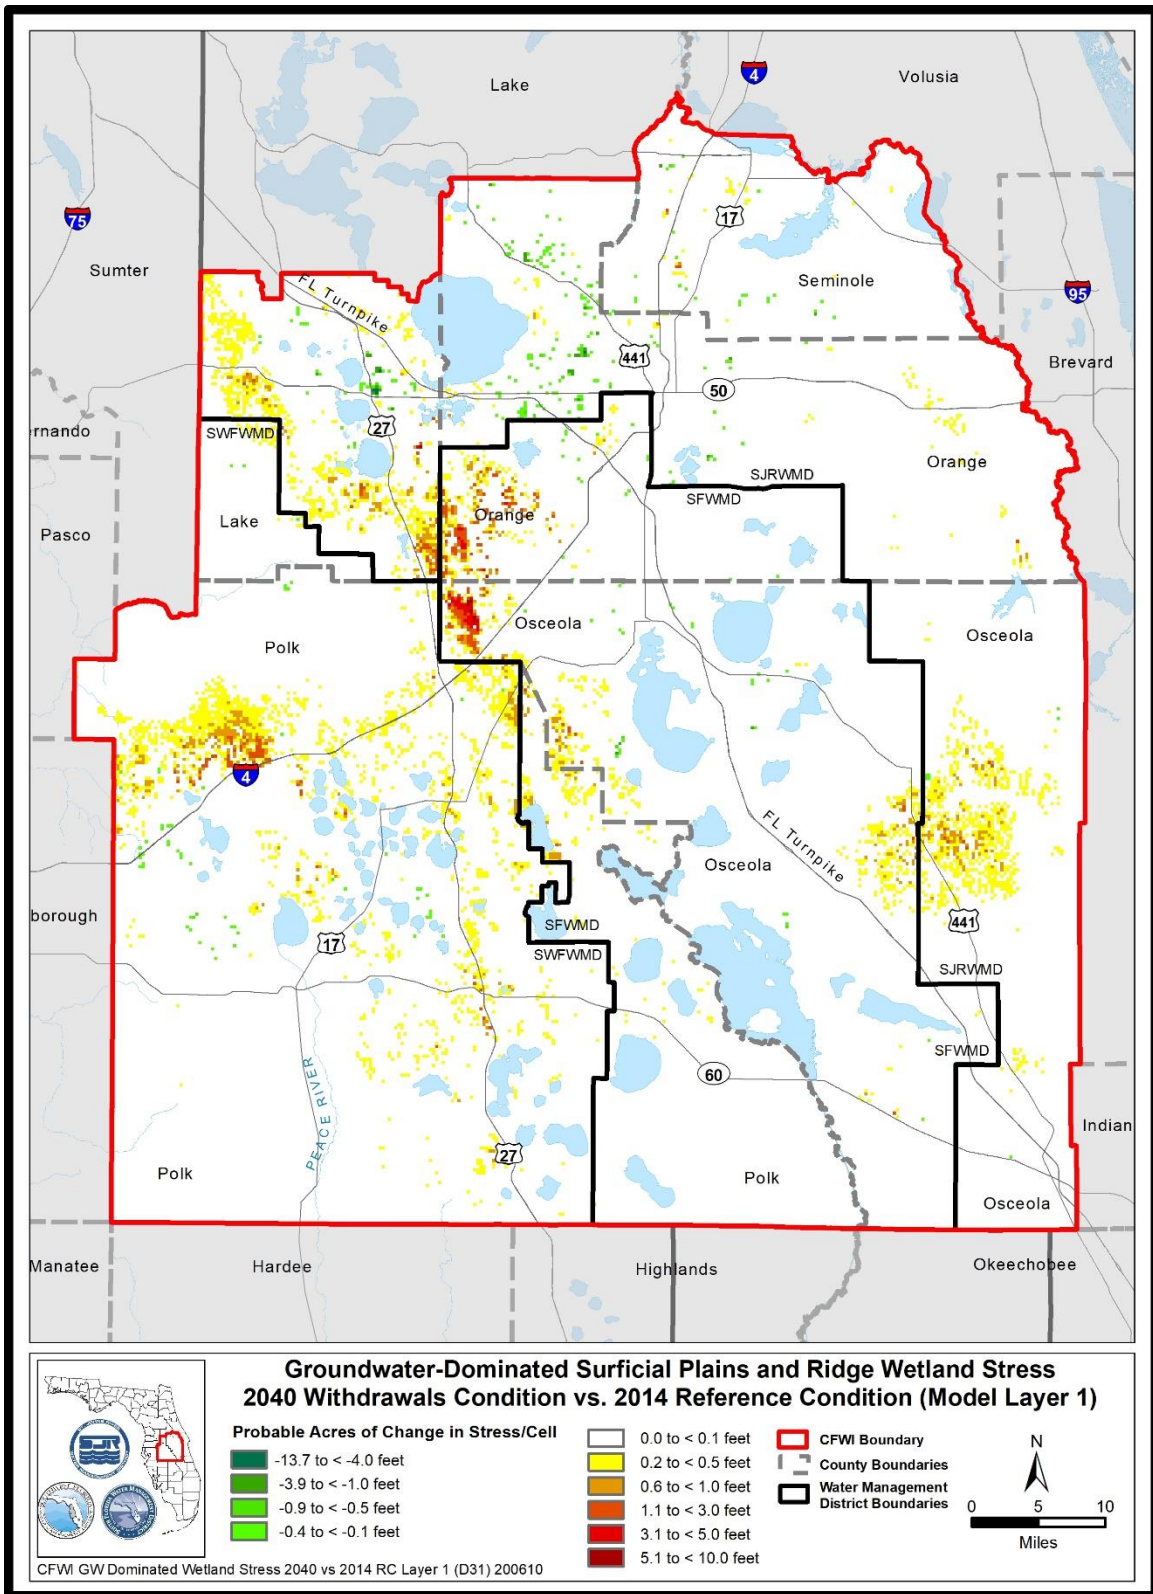 Lake
Volusia
4
75
17
Sumter
FL Turnpike
Seminole
95
441
Brevard
50
27
ernando
SWFWMD
Orange
SJRWMD
SFWMD
Lake
Orange
Pasco
Osceola
Osceola
Polk
4
FL Turnpike
Osceola
borough
SFWMD
441
17
SWFWMD
SJRWMD
SFWMD
60
PEACE RIVER
Indian
27
Polk
Polk
Osceola
Manatee
Hardee
Highlands
Okeechobee
Groundwater-Dominated Surficial Plains and Ridge Wetland Stress
2040 Withdrawals Condition vs. 2014 Reference Condition (Model Layer 1)
Probable Acres of Change in Stress/Cell
-13.7 to < -4.0 feet
-3.9 to < -1.0 feet
-0.9 to < -0.5 feet
-0.4 to < -0.1 feet
0.0 to < 0.1 feet
0.2 to < 0.5 feet
0.6 to < 1.0 feet
1.1 to < 3.0 feet
3.1 to < 5.0 feet
5.1 to < 10.0 feet
CFWI Boundary
County Boundaries
Water Management
District Boundaries
N
0 5 10
Miles
SJR
CFWI GW Dominated Wetland Stress 2040 vs 2014 RC Layer 1 (D31) 200610